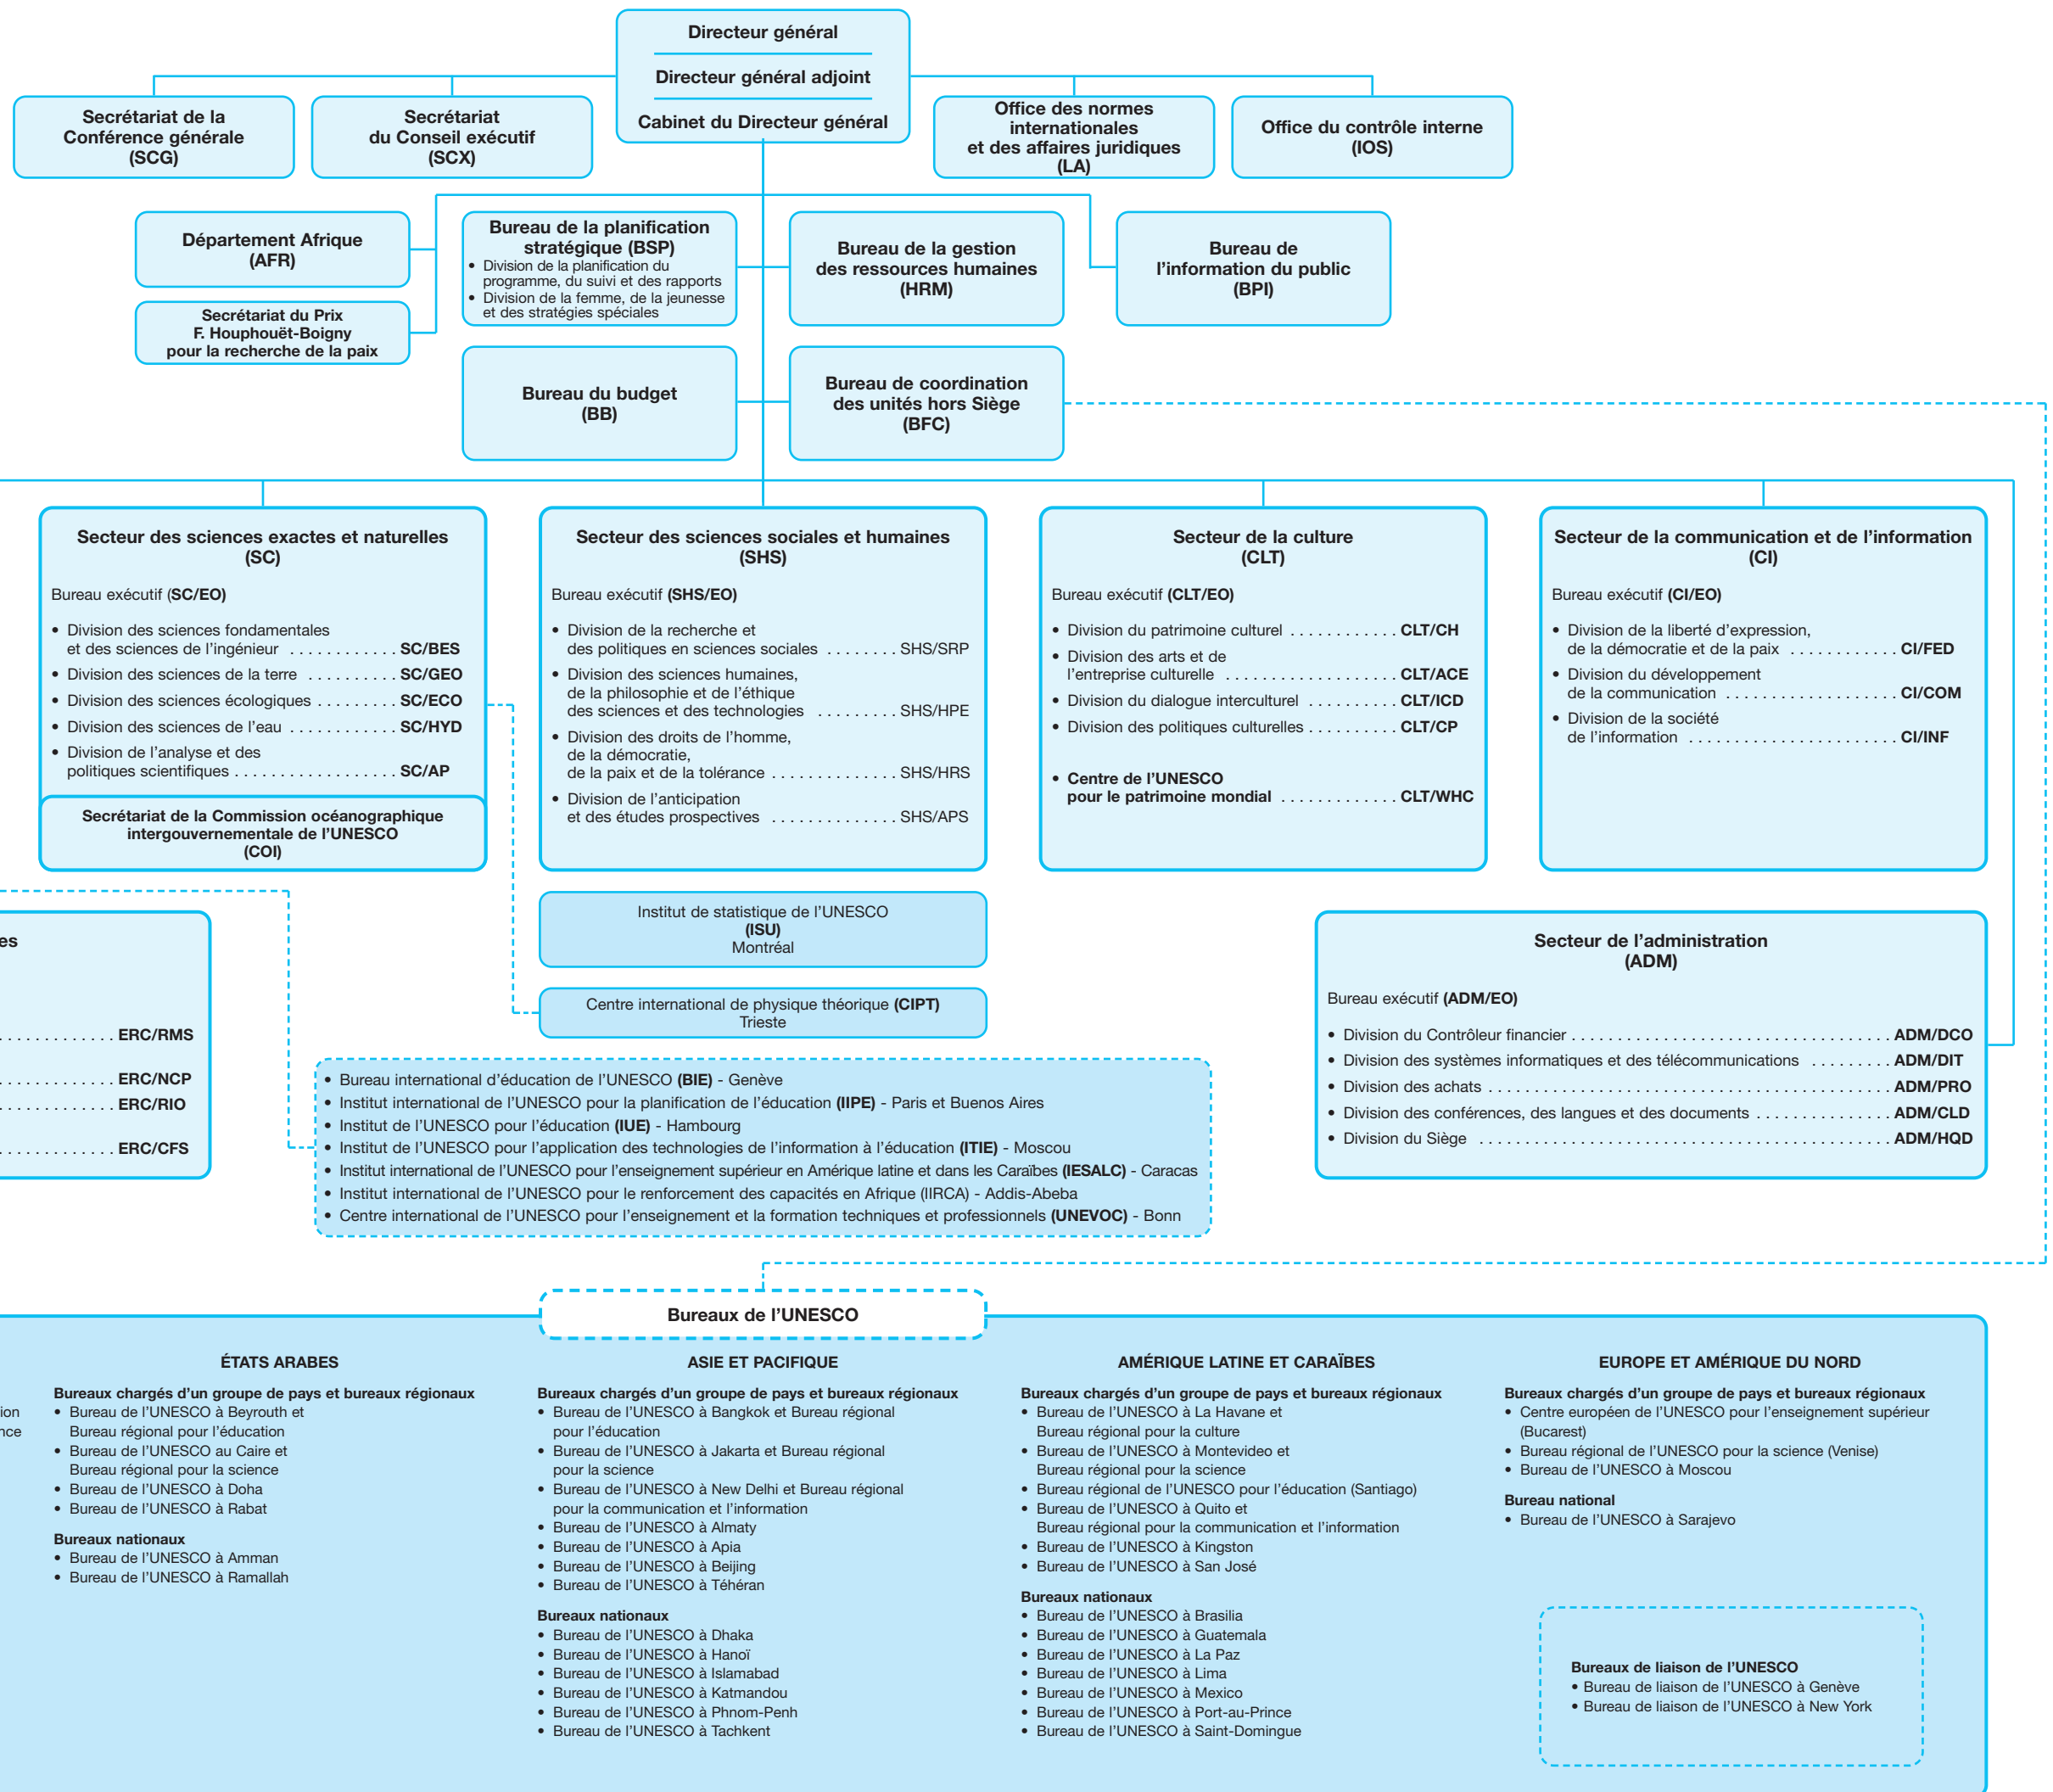 Directeur général
Directeur général adjoint
Cabinet du Directeur général
Secrétariat de la
Conférence générale
(SCG)
Secrétariat
du Conseil exécutif
(SCX)
Office des normes
internationales
et des affaires juridiques
(LA)
Office du contrôle interne
(IOS)
Département Afrique
(AFR)
Secrétariat du Prix
F. Houphouët-Boigny
pour la recherche de la paix
Bureau de la planification
stratégique (BSP)
• Division de la planification du
programme, du suivi et des rapports
• Division de la femme, de la jeunesse
et des stratégies spéciales
Bureau de la gestion
des ressources humaines
(HRM)
Bureau de
l’information du public
(BPI)
Bureau du budget
(BB)
Bureau de coordination
des unités hors Siège
(BFC)
Secteur des sciences exactes et naturelles
(SC)
Bureau exécutif (SC/EO)
• Division des sciences fondamentales
et des sciences de l’ingénieur . . . . . . . . . . . . SC/BES
• Division des sciences de la terre . . . . . . . . . . SC/GEO
• Division des sciences écologiques . . . . . . . . . SC/ECO
• Division des sciences de l’eau . . . . . . . . . . . . SC/HYD
• Division de l’analyse et des
politiques scientifiques . . . . . . . . . . . . . . . . . . SC/AP
Secrétariat de la Commission océanographique
intergouvernementale de l’UNESCO
(COI)
Secteur des sciences sociales et humaines
(SHS)
Bureau exécutif (SHS/EO)
• Division de la recherche et
des politiques en sciences sociales . . . . . . . . SHS/SRP
• Division des sciences humaines,
de la philosophie et de l’éthique
des sciences et des technologies . . . . . . . . . SHS/HPE
• Division des droits de l’homme,
de la démocratie,
de la paix et de la tolérance . . . . . . . . . . . . . . SHS/HRS
• Division de l’anticipation
et des études prospectives . . . . . . . . . . . . . . SHS/APS
Secteur de la culture
(CLT)
Bureau exécutif (CLT/EO)
• Division du patrimoine culturel . . . . . . . . . . . . CLT/CH
• Division des arts et de
l’entreprise culturelle . . . . . . . . . . . . . . . . . . . CLT/ACE
• Division du dialogue interculturel . . . . . . . . . . CLT/ICD
• Division des politiques culturelles . . . . . . . . . . CLT/CP
• Centre de l’UNESCO
pour le patrimoine mondial . . . . . . . . . . . . . CLT/WHC
Secteur de la communication et de l’information
(CI)
Bureau exécutif (CI/EO)
• Division de la liberté d’expression,
de la démocratie et de la paix . . . . . . . . . . . . CI/FED
• Division du développement
de la communication . . . . . . . . . . . . . . . . . . . CI/COM
• Division de la société
de l’information . . . . . . . . . . . . . . . . . . . . . . . CI/INF
Institut de statistique de l’UNESCO
(ISU)
Montréal
Centre international de physique théorique (CIPT)
Trieste
es
. . . . . . . . . . . . . ERC/RMS
. . . . . . . . . . . . . ERC/NCP
. . . . . . . . . . . . . ERC/RIO
. . . . . . . . . . . . . ERC/CFS
Secteur de l’administration
(ADM)
Bureau exécutif (ADM/EO)
• Division du Contrôleur financier . . . . . . . . . . . . . . . . . . . . . . . . . . . . . . . . . . . ADM/DCO
• Division des systèmes informatiques et des télécommunications . . . . . . . . . ADM/DIT
• Division des achats . . . . . . . . . . . . . . . . . . . . . . . . . . . . . . . . . . . . . . . . . . . . ADM/PRO
• Division des conférences, des langues et des documents . . . . . . . . . . . . . . . ADM/CLD
• Division du Siège . . . . . . . . . . . . . . . . . . . . . . . . . . . . . . . . . . . . . . . . . . . . . ADM/HQD
• Bureau international d’éducation de l’UNESCO (BIE) - Genève
• Institut international de l’UNESCO pour la planification de l’éducation (IIPE) - Paris et Buenos Aires
• Institut de l’UNESCO pour l’éducation (IUE) - Hambourg
• Institut de l’UNESCO pour l’application des technologies de l’information à l’éducation (ITIE) - Moscou
• Institut international de l’UNESCO pour l’enseignement supérieur en Amérique latine et dans les Caraïbes (IESALC) - Caracas
• Institut international de l’UNESCO pour le renforcement des capacités en Afrique (IIRCA) - Addis-Abeba
• Centre international de l’UNESCO pour l’enseignement et la formation techniques et professionnels (UNEVOC) - Bonn
Bureaux de l’UNESCO
ion
nce
ÉTATS ARABES
Bureaux chargés d’un groupe de pays et bureaux régionaux
• Bureau de l’UNESCO à Beyrouth et
Bureau régional pour l’éducation
• Bureau de l’UNESCO au Caire et
Bureau régional pour la science
• Bureau de l’UNESCO à Doha
• Bureau de l’UNESCO à Rabat
Bureaux nationaux
• Bureau de l’UNESCO à Amman
• Bureau de l’UNESCO à Ramallah
ASIE ET PACIFIQUE
Bureaux chargés d’un groupe de pays et bureaux régionaux
• Bureau de l’UNESCO à Bangkok et Bureau régional
pour l’éducation
• Bureau de l’UNESCO à Jakarta et Bureau régional
pour la science
• Bureau de l’UNESCO à New Delhi et Bureau régional
pour la communication et l’information
• Bureau de l’UNESCO à Almaty
• Bureau de l’UNESCO à Apia
• Bureau de l’UNESCO à Beijing
• Bureau de l’UNESCO à Téhéran
Bureaux nationaux
• Bureau de l’UNESCO à Dhaka
• Bureau de l’UNESCO à Hanoï
• Bureau de l’UNESCO à Islamabad
• Bureau de l’UNESCO à Katmandou
• Bureau de l’UNESCO à Phnom-Penh
• Bureau de l’UNESCO à Tachkent
AMÉRIQUE LATINE ET CARAÏBES
Bureaux chargés d’un groupe de pays et bureaux régionaux
• Bureau de l’UNESCO à La Havane et
Bureau régional pour la culture
• Bureau de l’UNESCO à Montevideo et
Bureau régional pour la science
• Bureau régional de l’UNESCO pour l’éducation (Santiago)
• Bureau de l’UNESCO à Quito et
Bureau régional pour la communication et l’information
• Bureau de l’UNESCO à Kingston
• Bureau de l’UNESCO à San José
Bureaux nationaux
• Bureau de l’UNESCO à Brasilia
• Bureau de l’UNESCO à Guatemala
• Bureau de l’UNESCO à La Paz
• Bureau de l’UNESCO à Lima
• Bureau de l’UNESCO à Mexico
• Bureau de l’UNESCO à Port-au-Prince
• Bureau de l’UNESCO à Saint-Domingue
EUROPE ET AMÉRIQUE DU NORD
Bureaux chargés d’un groupe de pays et bureaux régionaux
• Centre européen de l’UNESCO pour l’enseignement supérieur
(Bucarest)
• Bureau régional de l’UNESCO pour la science (Venise)
• Bureau de l’UNESCO à Moscou
Bureau national
• Bureau de l’UNESCO à Sarajevo
Bureaux de liaison de l’UNESCO
• Bureau de liaison de l’UNESCO à Genève
• Bureau de liaison de l’UNESCO à New York